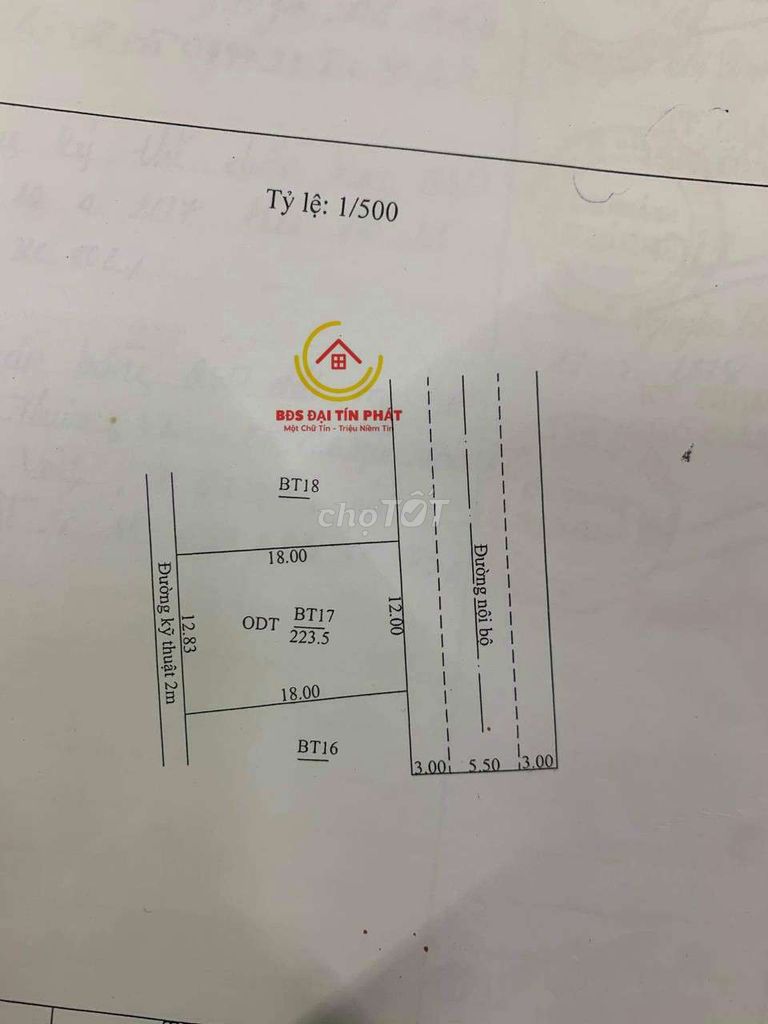 Tỷ lệ: 1/500
BĐS ĐẠI TÍN PHÁT
Một Chữ Tín - Triệu Niềm Tin
BT18
chợTỐT
18.00
Đường kỹ thuật 2m
12.83
ODT
BT17
223.5
12.00
Đường nội bộ
18.00
BT16
3.00
5.50
3.00